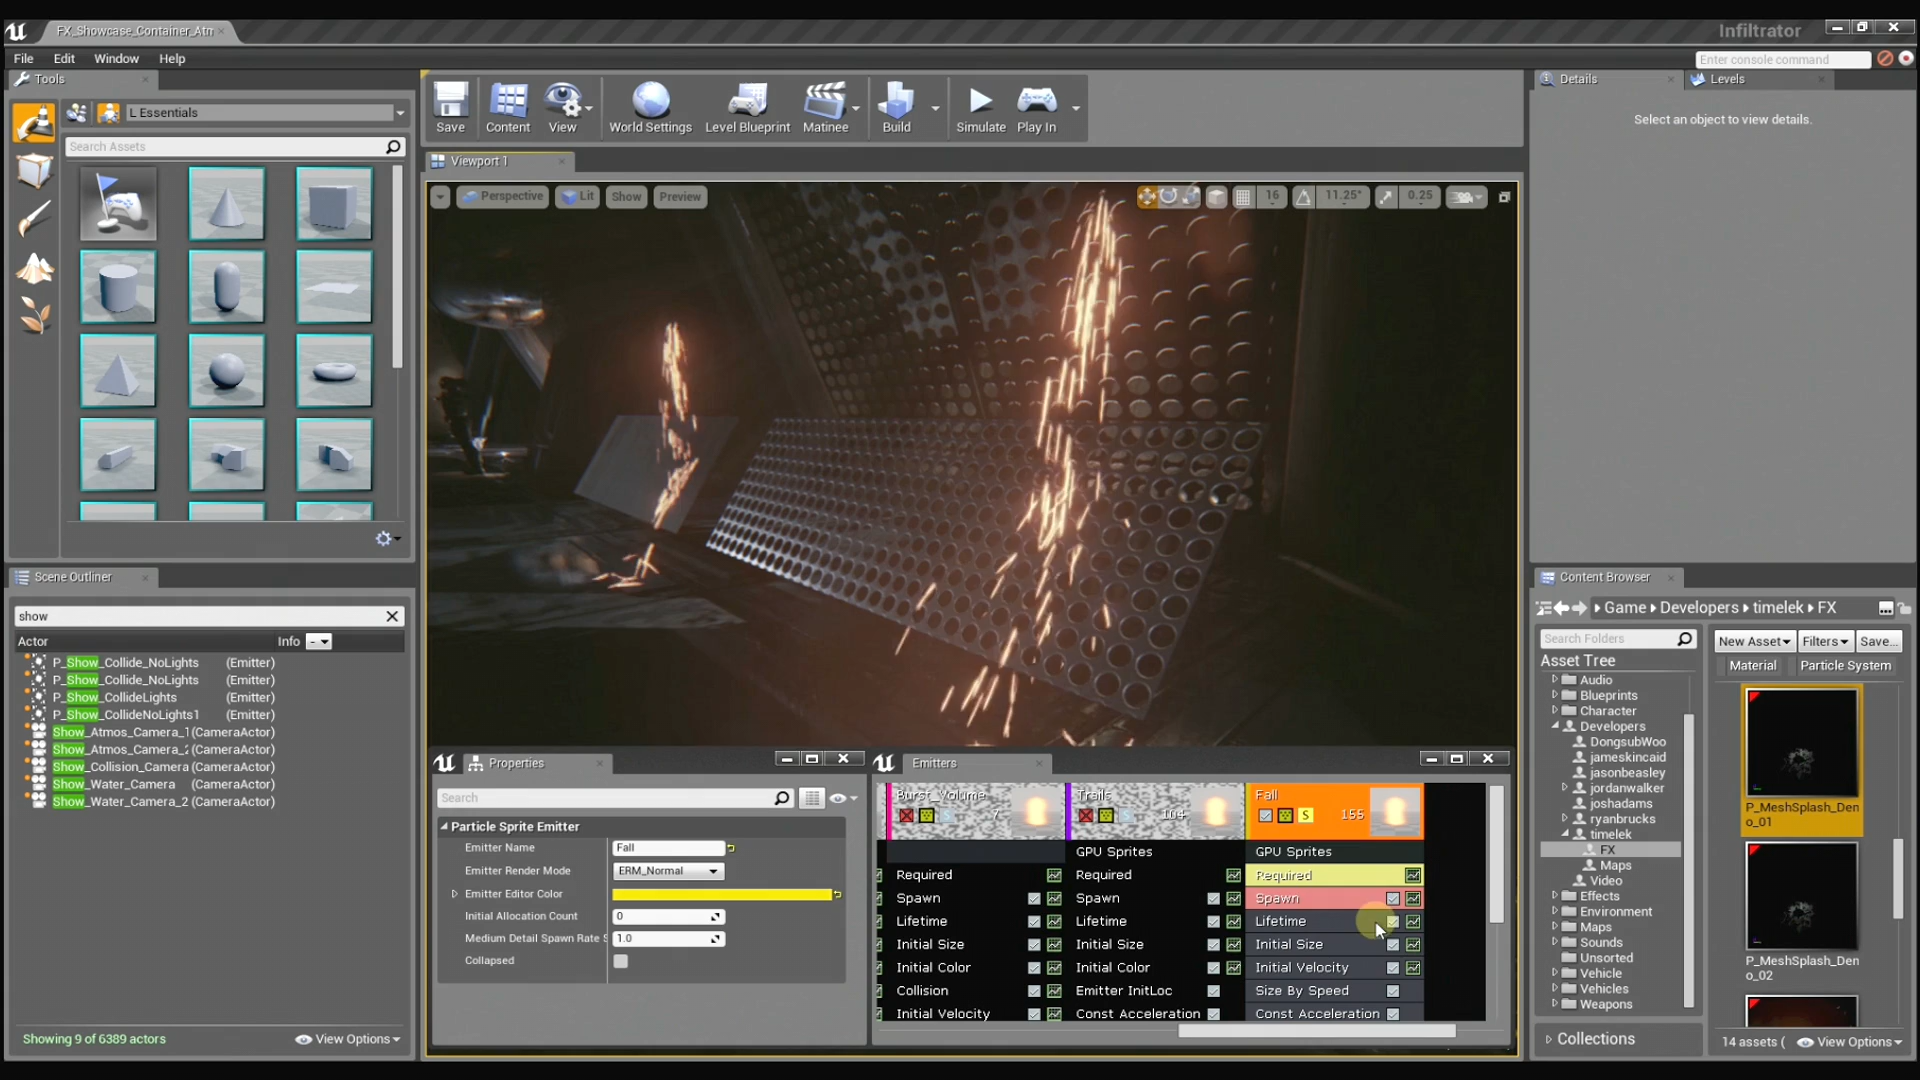 FX_Showcase_Container_Atm
Infiltrator
File Edit Window Help
Enter console command
Tools
L Essentials
Search Assets
Save
Content
View
World Settings
Level Blueprint
Matinee
Build
Simulate
Play In
Details
Levels
Select an object to view details.
Viewport 1
Perspective
Lit
Show
Preview
16
11.25°
0.25
Scene Outliner
show
Actor
Info
P_Show_Collide_NoLights (Emitter)
P_Show_Collide_NoLights (Emitter)
P_Show_CollideLights (Emitter)
P_Show_CollideNoLights1 (Emitter)
Show_Atmos_Camera_1 (CameraActor)
Show_Atmos_Camera_2 (CameraActor)
Show_Collision_Camera (CameraActor)
Show_Water_Camera (CameraActor)
Show_Water_Camera_2 (CameraActor)
Showing 9 of 6389 actors
View Options
Properties
Search
Particle Sprite Emitter
Emitter Name Fall
Emitter Render Mode ERM_Normal
Emitter Editor Color
Initial Allocation Count 0
Medium Detail Spawn Rate S 1.0
Collapsed
Emitters
Burst_Volume
7
Required
Spawn
Lifetime
Initial Size
Initial Color
Collision
Initial Velocity
Trails
104
GPU Sprites
Required
Spawn
Lifetime
Initial Size
Initial Color
Emitter InitLoc
Const Acceleration
Fall
S
155
GPU Sprites
Required
Spawn
Lifetime
Initial Size
Initial Velocity
Size By Speed
Const Acceleration
Content Browser
Game Developers timelek FX
Search Folders
New Asset
Filters
Save...
Material
Particle System
Asset Tree
Audio
Blueprints
Character
Developers
DongsubWoo
jameskincaid
jasonbeasley
jordanwalker
joshadams
ryanbrucks
timelek
FX
Maps
Video
Effects
Environment
Maps
Sounds
Unsorted
Vehicle
Vehicles
Weapons
Collections
P_MeshSplash_Den
o_01
P_MeshSplash_Den
o_02
14 assets (
View Options